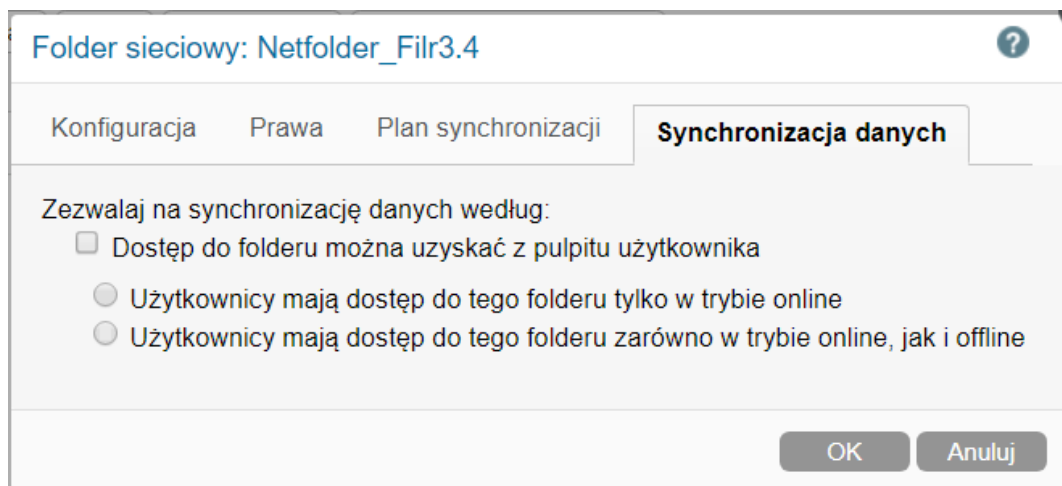 Folder sieciowy: Netfolder_Filr3.4
?
Konfiguracja Prawa Plan synchronizacji Synchronizacja danych
Zezwalaj na synchronizację danych według:
Dostęp do folderu można uzyskać z pulpitu użytkownika
Użytkownicy mają dostęp do tego folderu tylko w trybie online
Użytkownicy mają dostęp do tego folderu zarówno w trybie online, jak i offline
OK Anuluj